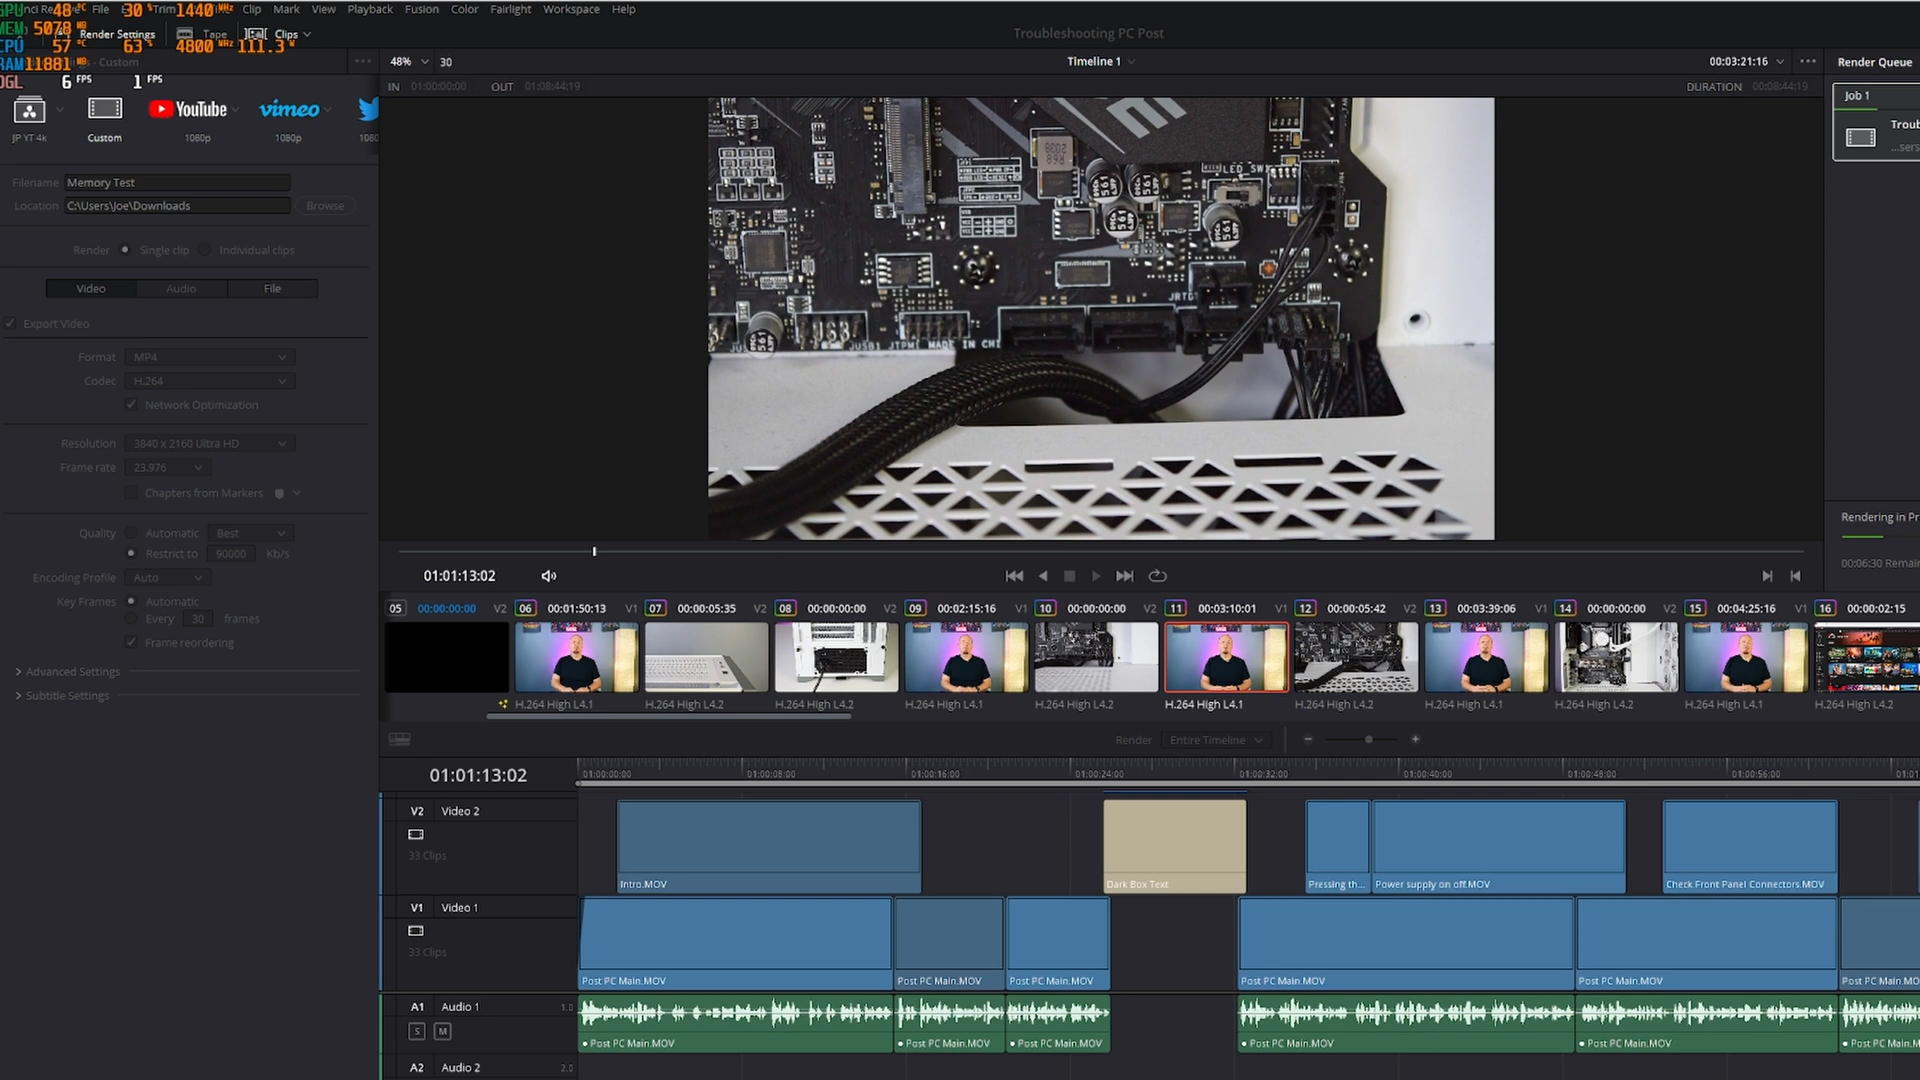 GPU 48 °C 30 % 1440 MHz
File Trim Clip Mark View Playback Fusion Color Fairlight Workspace Help
MEM 5078 MB
Render Settings Tape Clips
CPU 57 °C 63 % 4800 MHz 111.3 W
Troubleshooting PC Post
RAM 11881 MB
Custom
48% 30 Timeline 1 00:03:21:16 Render Queue
OGL 6 FPS 1 FPS
IN 01:00:00:00 OUT 01:08:44:19 DURATION 00:08:44:19
Job 1
YouTube vimeo
Troub
...sers
JP YT 4k Custom 1080p 1080p 1080
Filename Memory Test
Location C:\Users\Joe\Downloads Browse
Render Single clip Individual clips
Video Audio File
Export Video
Format MP4
Codec H.264
Network Optimization
Resolution 3840 x 2160 Ultra HD
Frame rate 23.976
Chapters from Markers
Quality Automatic Best
Restrict to 90000 Kb/s
Encoding Profile Auto
Key Frames Automatic
Every 30 frames
Frame reordering
Advanced Settings
Subtitle Settings
R68
561
561
561
561
LED_SW1
JUSB1 JTPM1 MADE IN CHI
Rendering in Pr
00:06:30 Remai
01:01:13:02
05 00:00:00:00 V2 06 00:01:50:13 V1 07 00:00:05:35 V2 08 00:00:00:00 V2 09 00:02:15:16 V1 10 00:00:00:00 V2 11 00:03:10:01 V1 12 00:00:05:42 V2 13 00:03:39:06 V1 14 00:00:00:00 V2 15 00:04:25:16 V1 16 00:00:02:15
H.264 High L4.1 H.264 High L4.2 H.264 High L4.2 H.264 High L4.1 H.264 High L4.2 H.264 High L4.1 H.264 High L4.2 H.264 High L4.1 H.264 High L4.2 H.264 High L4.1 H.264 High L4.2
Render Entire Timeline
01:01:13:02
01:00:00:00 01:00:08:00 01:00:16:00 01:00:24:00 01:00:32:00 01:00:40:00 01:00:48:00 01:00:56:00 01:01
V2 Video 2
33 Clips
Intro.MOV Dark Box Text Pressing th... Power supply on off.MOV Check Front Panel Connectors.MOV
V1 Video 1
33 Clips
Post PC Main.MOV Post PC Main.MOV Post PC Main.MOV Post PC Main.MOV Post PC Main.MOV Post PC Main.MO
A1 Audio 1 1.0
S M
Post PC Main.MOV Post PC Main.MOV Post PC Main.MOV Post PC Main.MOV Post PC Main.MOV Post PC Main.M
A2 Audio 2 2.0